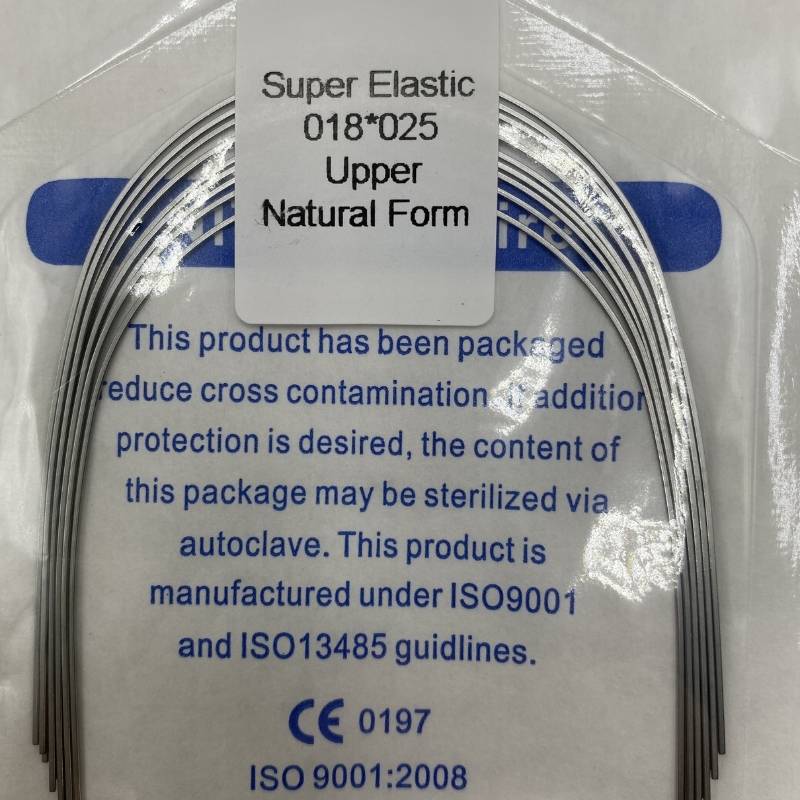 Super Elastic
018*025
Upper
Natural Form
This product has been packaged
reduce cross contamination. If addition
protection is desired, the content of
this package may be sterilized via
autoclave. This product is
manufactured under ISO9001
and ISO13485 guidlines.
CE 0197
ISO 9001:2008